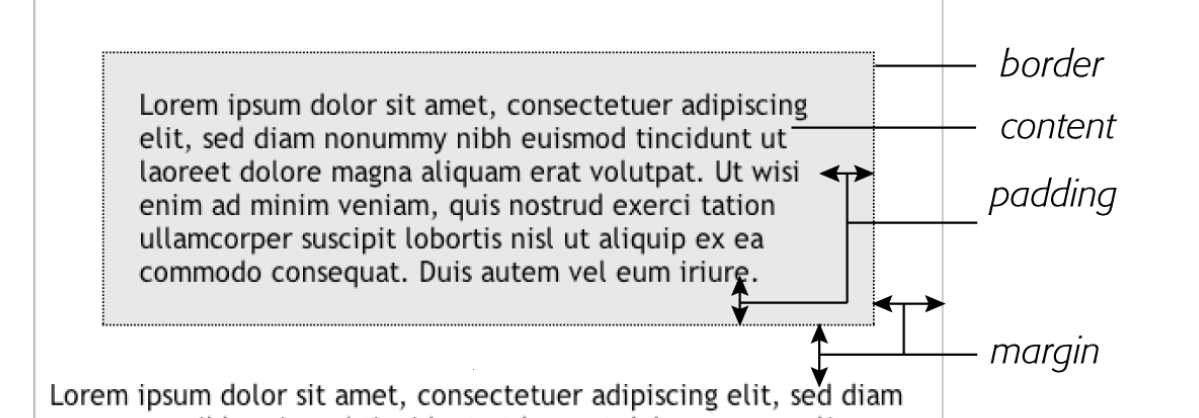 border
Lorem ipsum dolor sit amet, consectetuer adipiscing
elit, sed diam nonummy nibh euismod tincidunt ut
content
laoreet dolore magna aliquam erat volutpat. Ut wisi
padding
enim ad minim veniam, quis nostrud exerci tation
ullamcorper suscipit lobortis nisl ut aliquip ex ea
commodo consequat. Duis autem vel eum iriure.
margin
Lorem ipsum dolor sit amet, consectetuer adipiscing elit, sed diam